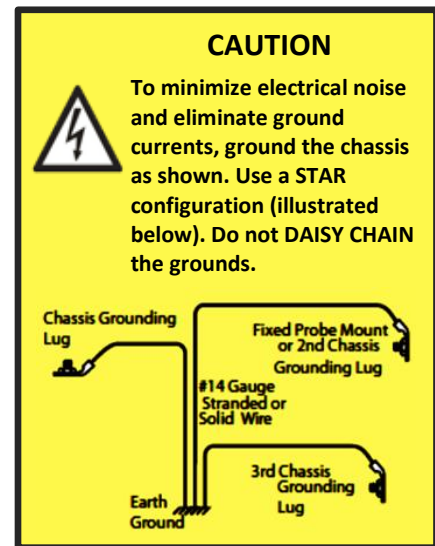 CAUTION
To minimize electrical noise
and eliminate ground
currents, ground the chassis
as shown. Use a STAR
configuration (illustrated
below). Do not DAISY CHAIN
the grounds.
Chassis Grounding
Lug
Fixed Probe Mount
or 2nd Chassis
Grounding Lug
#14 Gauge
Stranded or
Solid Wire
3rd Chassis
Grounding
Lug
Earth
Ground